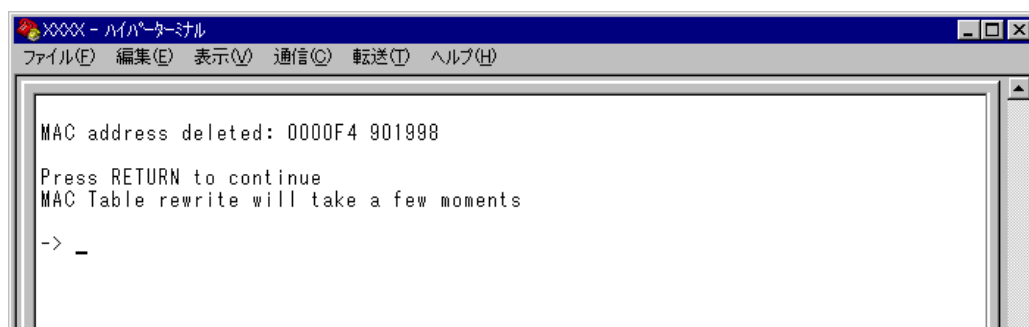 XXXX - ﾊｲﾊﾟｰﾀｰﾐﾅﾙ
ファイル(F) 編集(E) 表示(V) 通信(C) 転送(T) ヘルプ(H)
MAC address deleted: 0000F4 901998
Press RETURN to continue
MAC Table rewrite will take a few moments
-> _